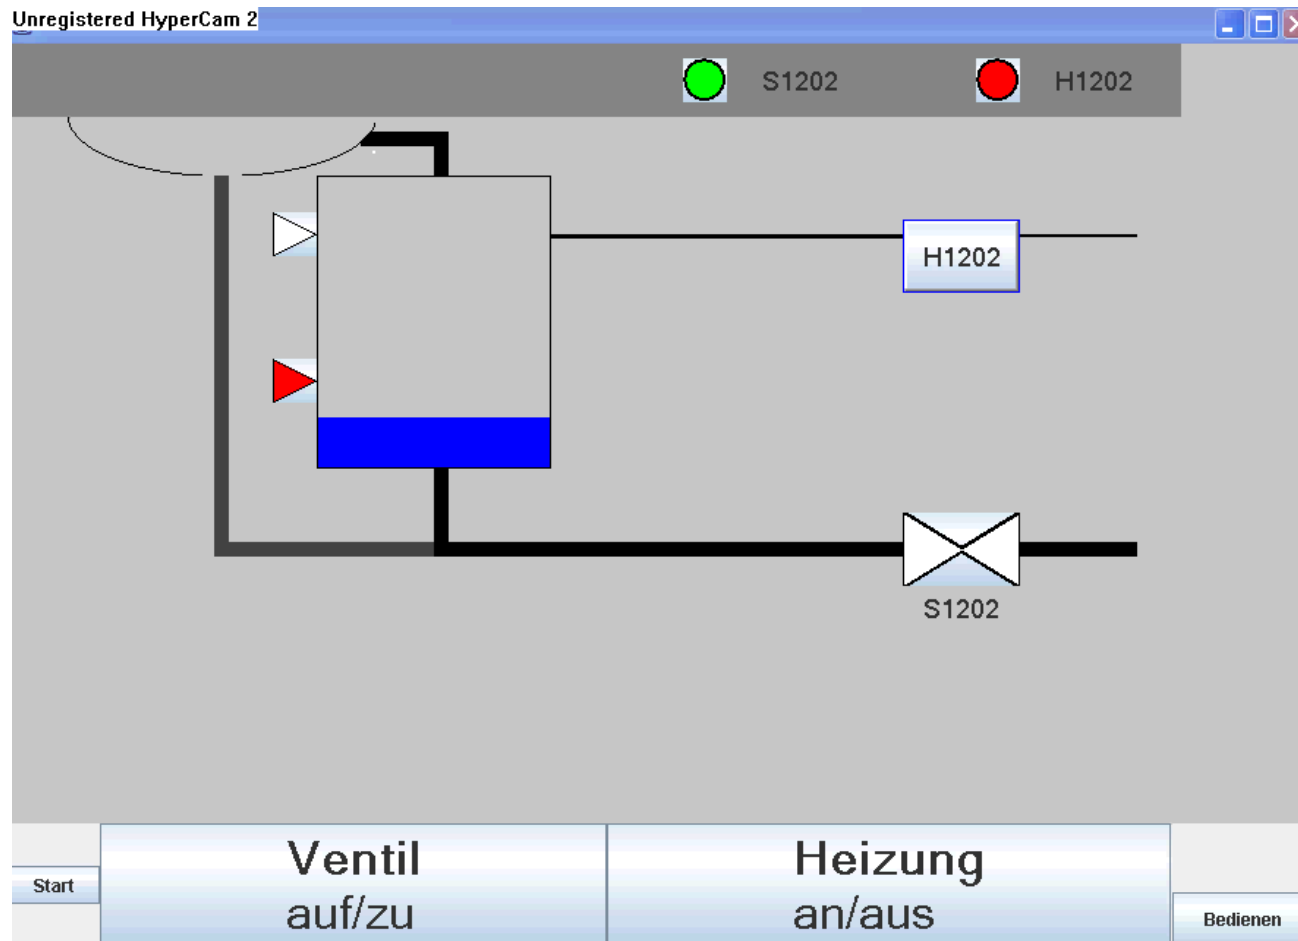 Unregistered HyperCam 2
S1202
H1202
H1202
S1202
Ventil
auf/zu
Heizung
an/aus
Start
Bedienen